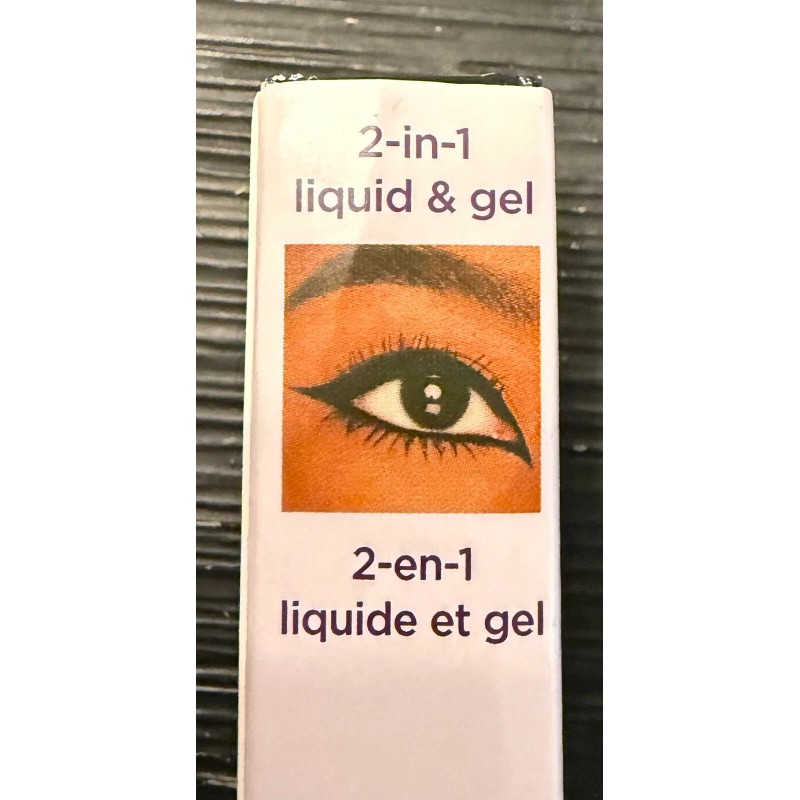 2-in-1
liquid & gel
2-en-1
liquide et gel